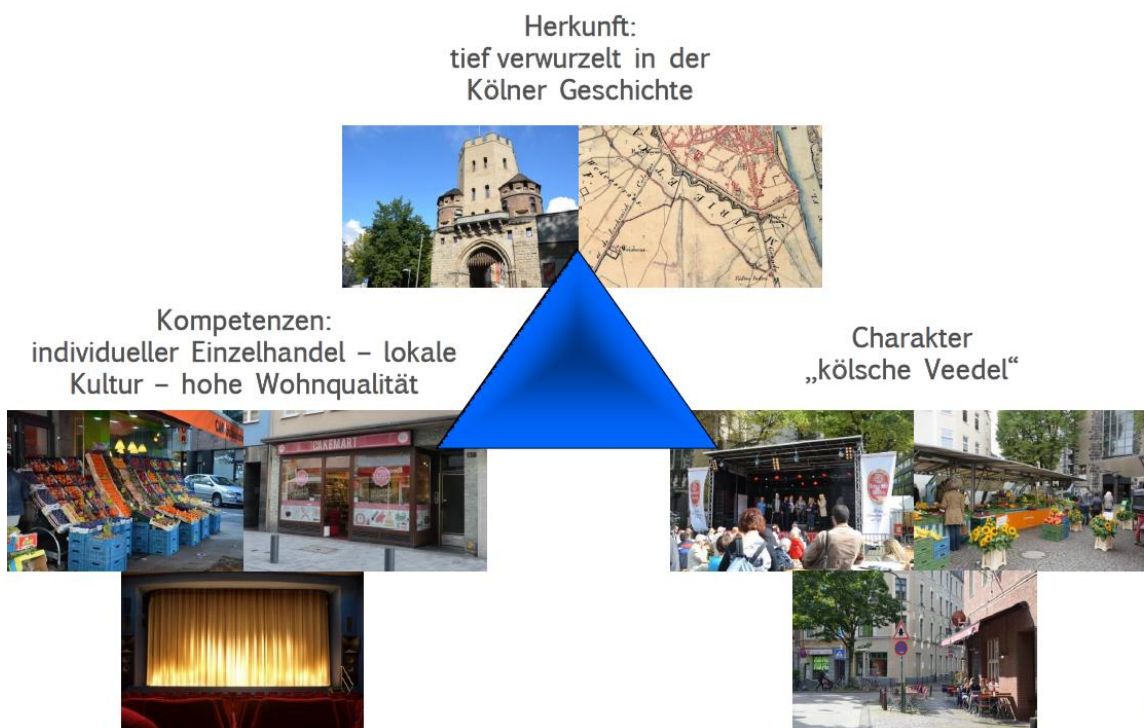 Herkunft:
tief verwurzelt in der
Kölner Geschichte
Kompetenzen:
individueller Einzelhandel – lokale
Kultur – hohe Wohnqualität
Charakter
„kölsche Veedel“
CAKEMART